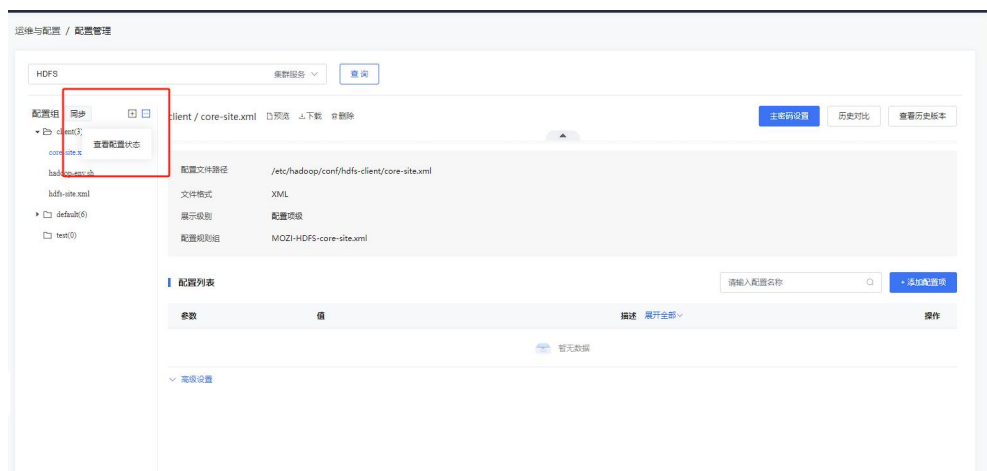 运维与配置 / 配置管理
HDFS 集群服务 查询
配置组 同步
查看配置状态
client(3)
core-site.x
hadoop-env.sh
hdfs-site.xml
default(6)
test(0)
client / core-site.xml 预览 下载 删除
主密码设置 历史对比 查看历史版本
配置文件路径 /etc/hadoop/conf/hdfs-client/core-site.xml
文件格式 XML
展示级别 配置项级
配置规则组 MOZI-HDFS-core-site.xml
配置列表 请输入配置名称 + 添加配置项
参数 值 描述 展开全部 操作
暂无数据
高级设置